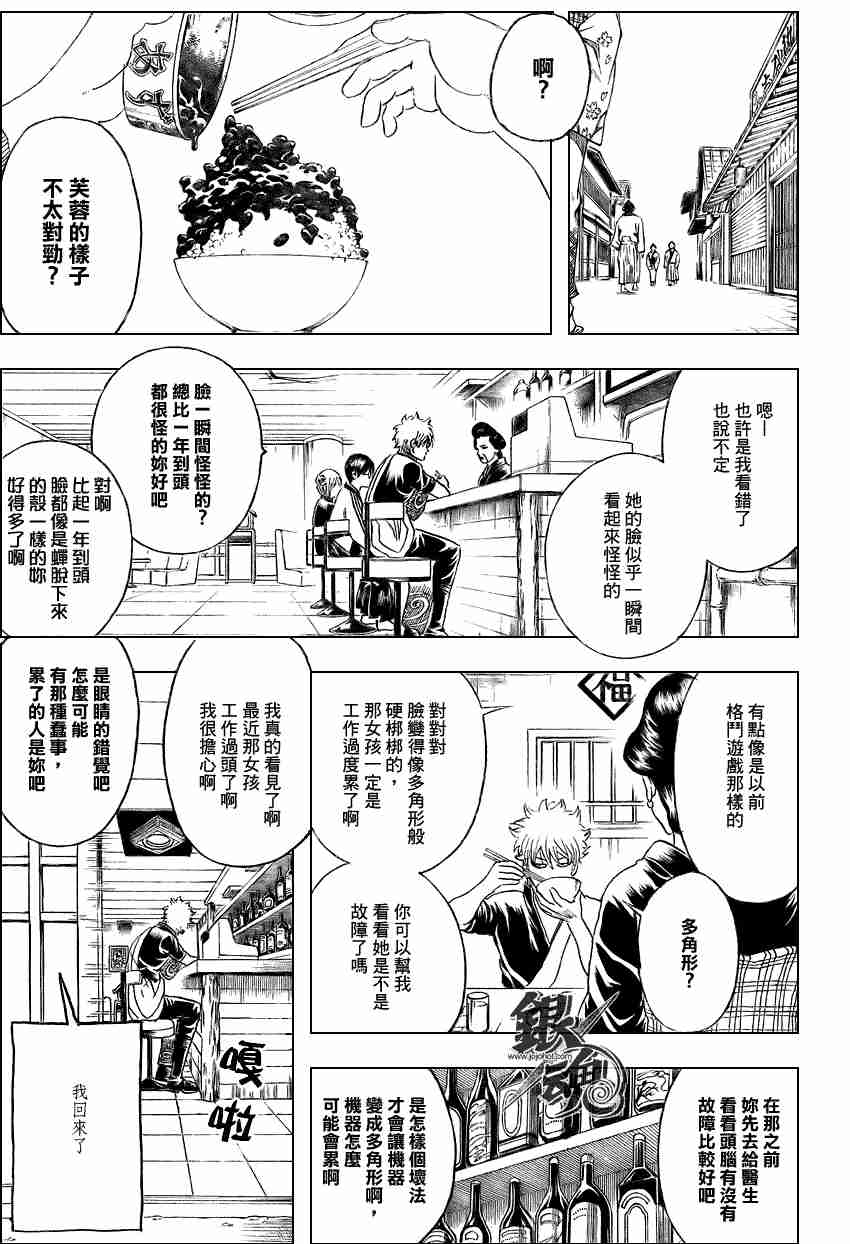 啊？
あず
芙蓉的樣子
不太對勁？
嗯—
也許是我看錯了
也說不定
她的臉似乎一瞬間
看起來怪怪的
臉一瞬間怪怪的？
總比一年到頭
都很怪的妳好吧
對啊
比起一年到頭
臉都像是蟬脫下來
的殼一樣的妳
好得多了啊
有點像是以前
格鬥遊戲那樣的
多角形？
福
對對對
臉變得像多角形般
硬梆梆的，
那女孩一定是
工作過度累了啊
你可以幫我
看看她是不是
故障了嗎
我真的看見了啊
最近那女孩
工作過頭了啊
我很擔心啊
是眼睛的錯覺吧
怎麼可能
有那種蠢事，
累了的人是妳吧
嘎
啦
我回來了
在那之前
妳先去給醫生
看看頭腦有沒有
故障比較好吧
是怎樣個壞法
才會讓機器
變成多角形啊，
機器怎麼
可能會累啊
銀魂
www.jojohot.com